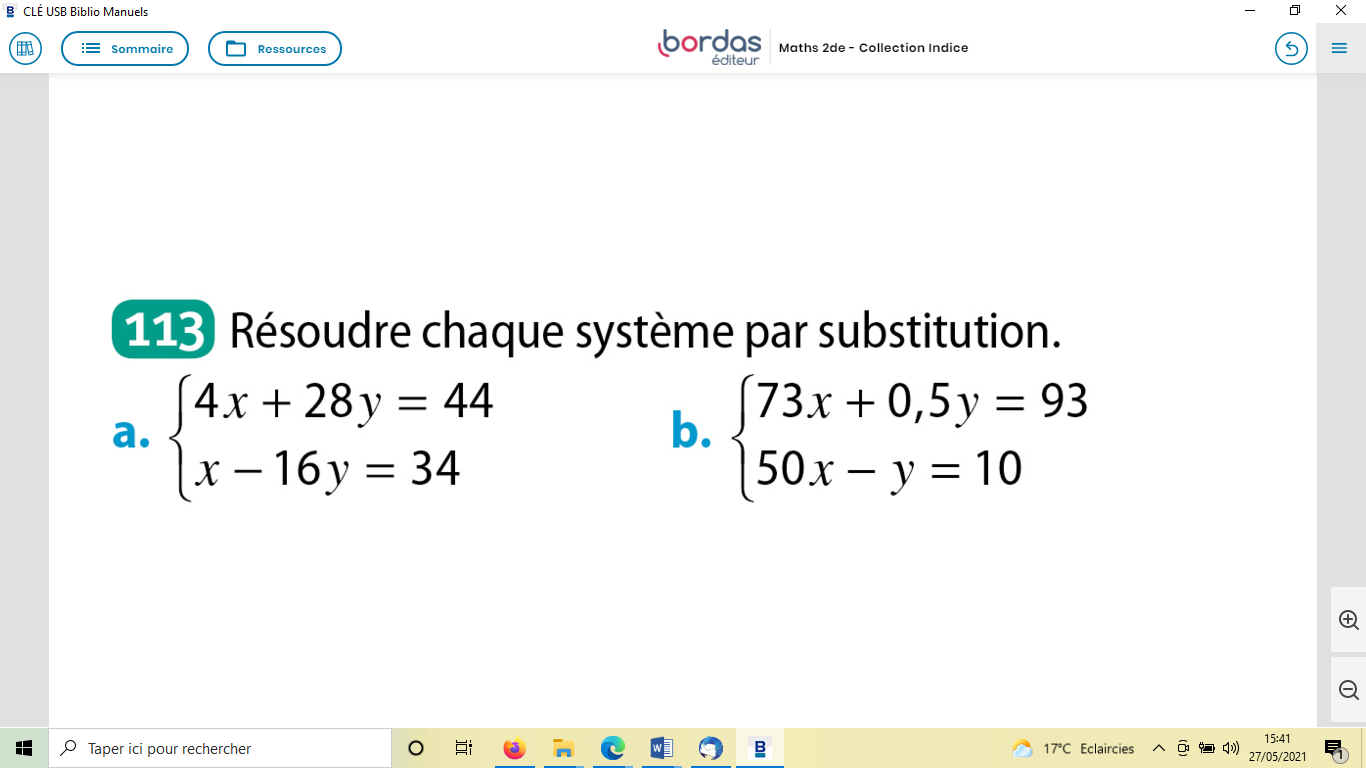 CLÉ USB Biblio Manuels
Sommaire
Ressources
bordas
éditeur
Maths 2de - Collection Indice
113 Résoudre chaque système par substitution.
a. 4x + 28y = 44
x − 16y = 34
b. 73x + 0,5y = 93
50x − y = 10
Taper ici pour rechercher
17°C Eclaircies
15:41
27/05/2021
1